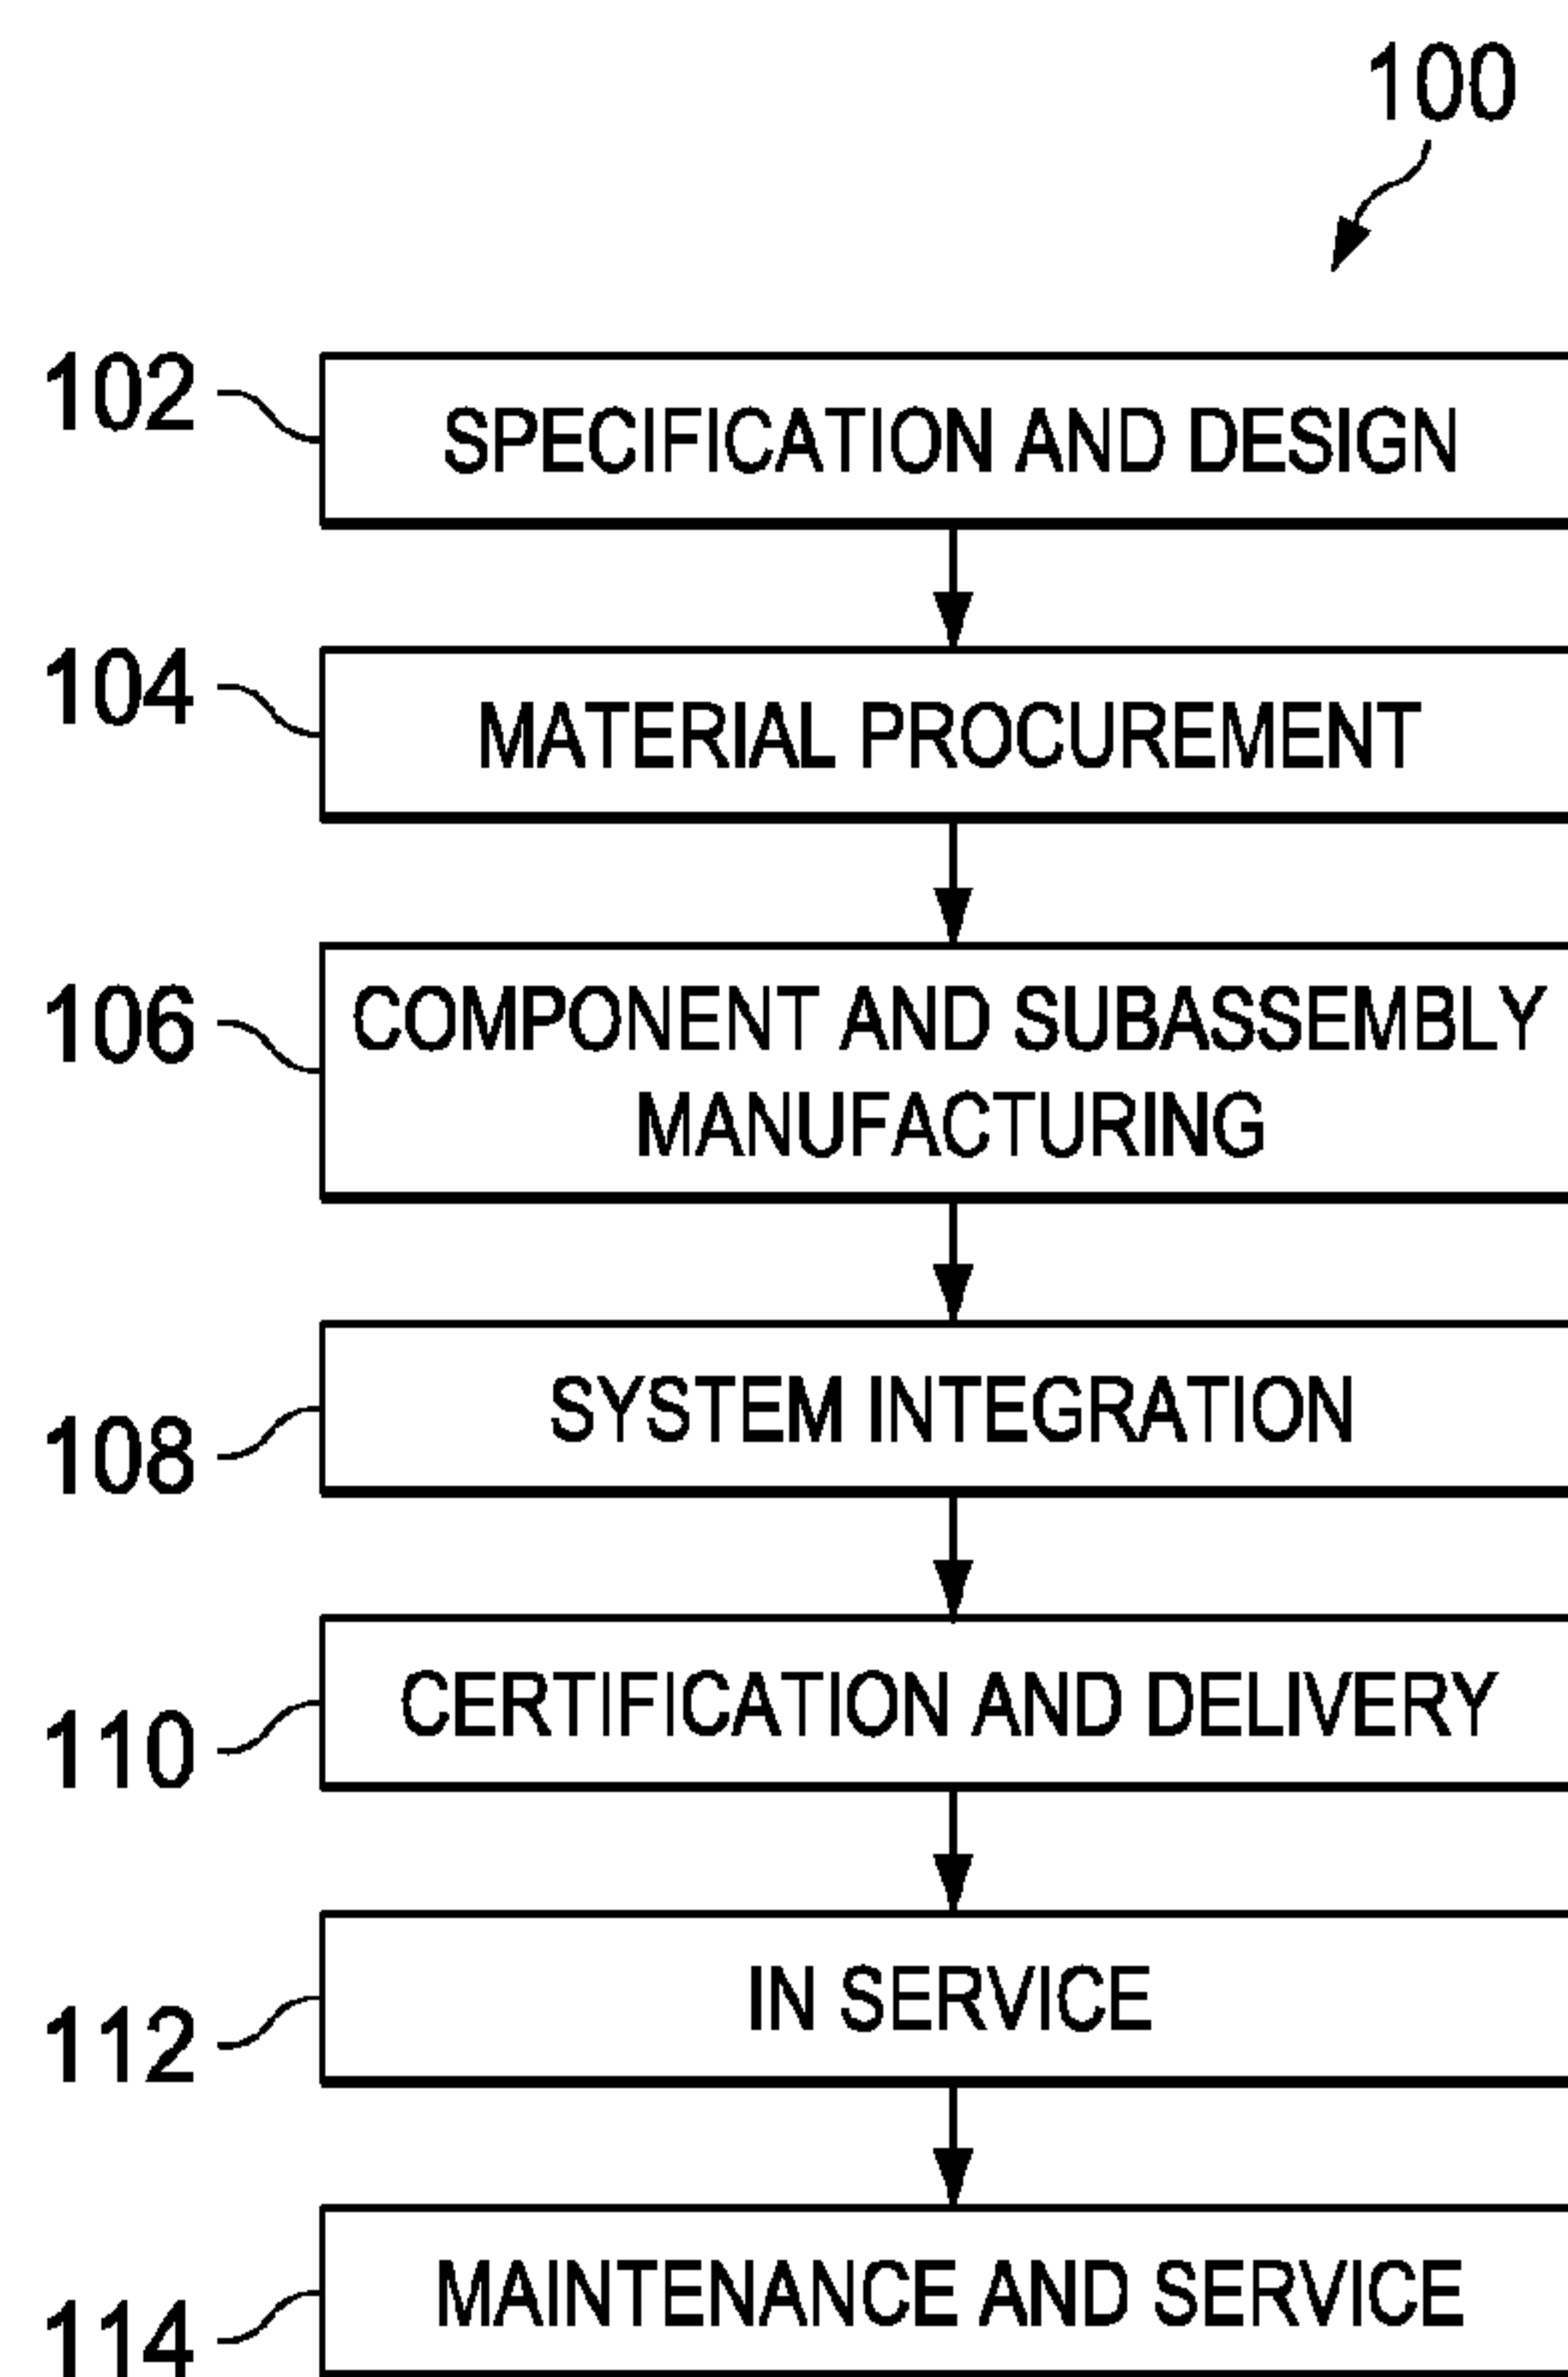 100
102
SPECIFICATION AND DESIGN
104
MATERIAL PROCUREMENT
106
COMPONENT AND SUBASSEMBLY
MANUFACTURING
108
SYSTEM INTEGRATION
110
CERTIFICATION AND DELIVERY
112
IN SERVICE
114
MAINTENANCE AND SERVICE